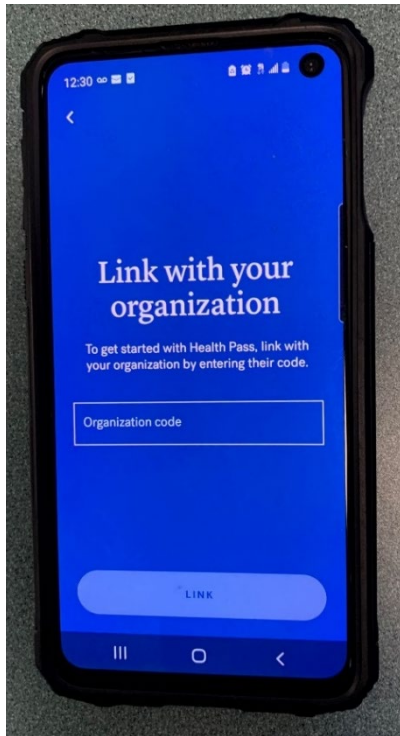 12:30
Link with your
organization
To get started with Health Pass, link with
your organization by entering their code.
Organization code
LINK